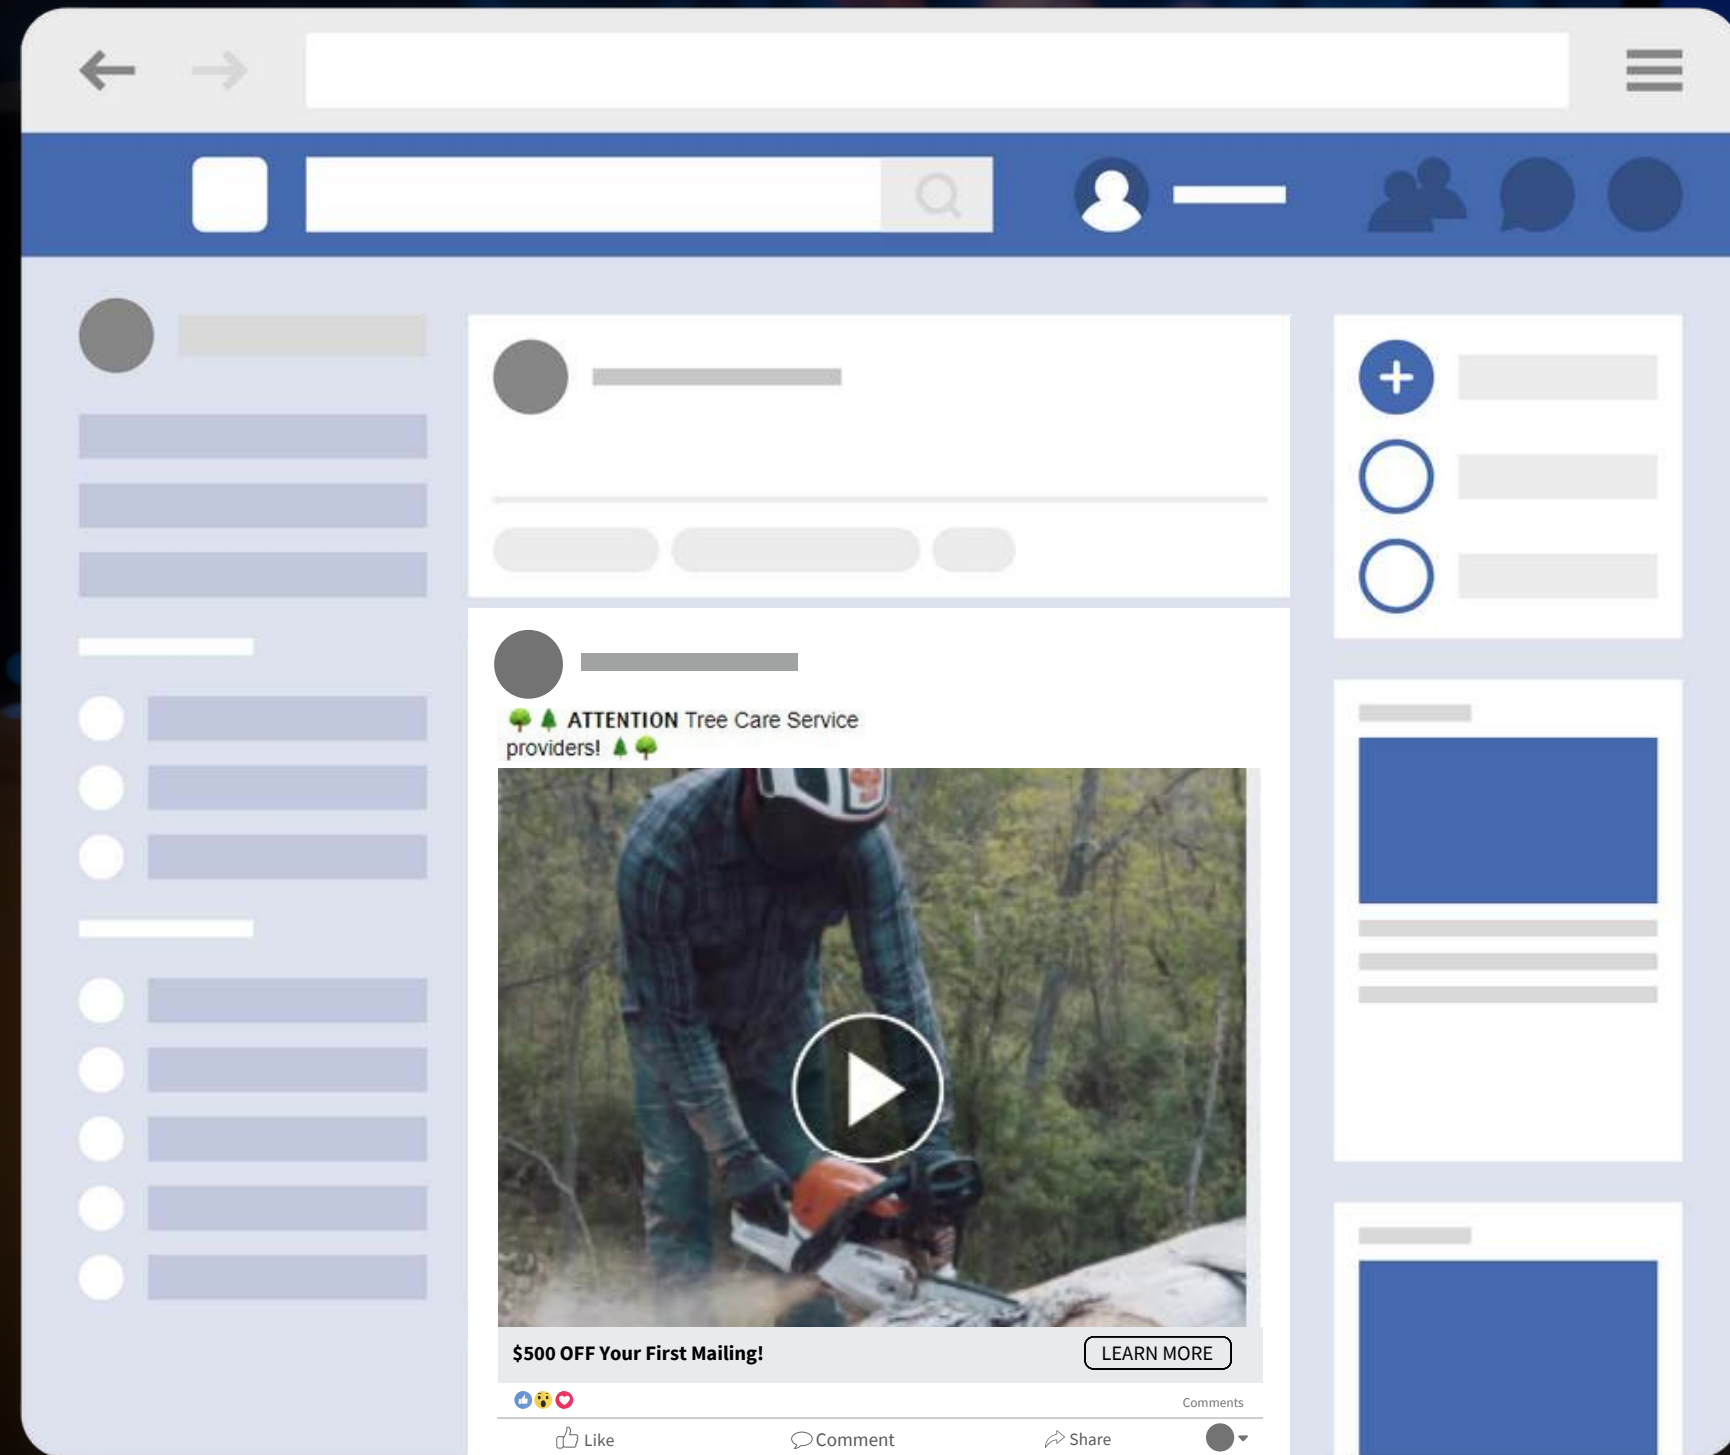 🌳🌲 ATTENTION Tree Care Service
providers! 🌲🌳
$500 OFF Your First Mailing!
LEARN MORE
Comments
Like
Comment
Share